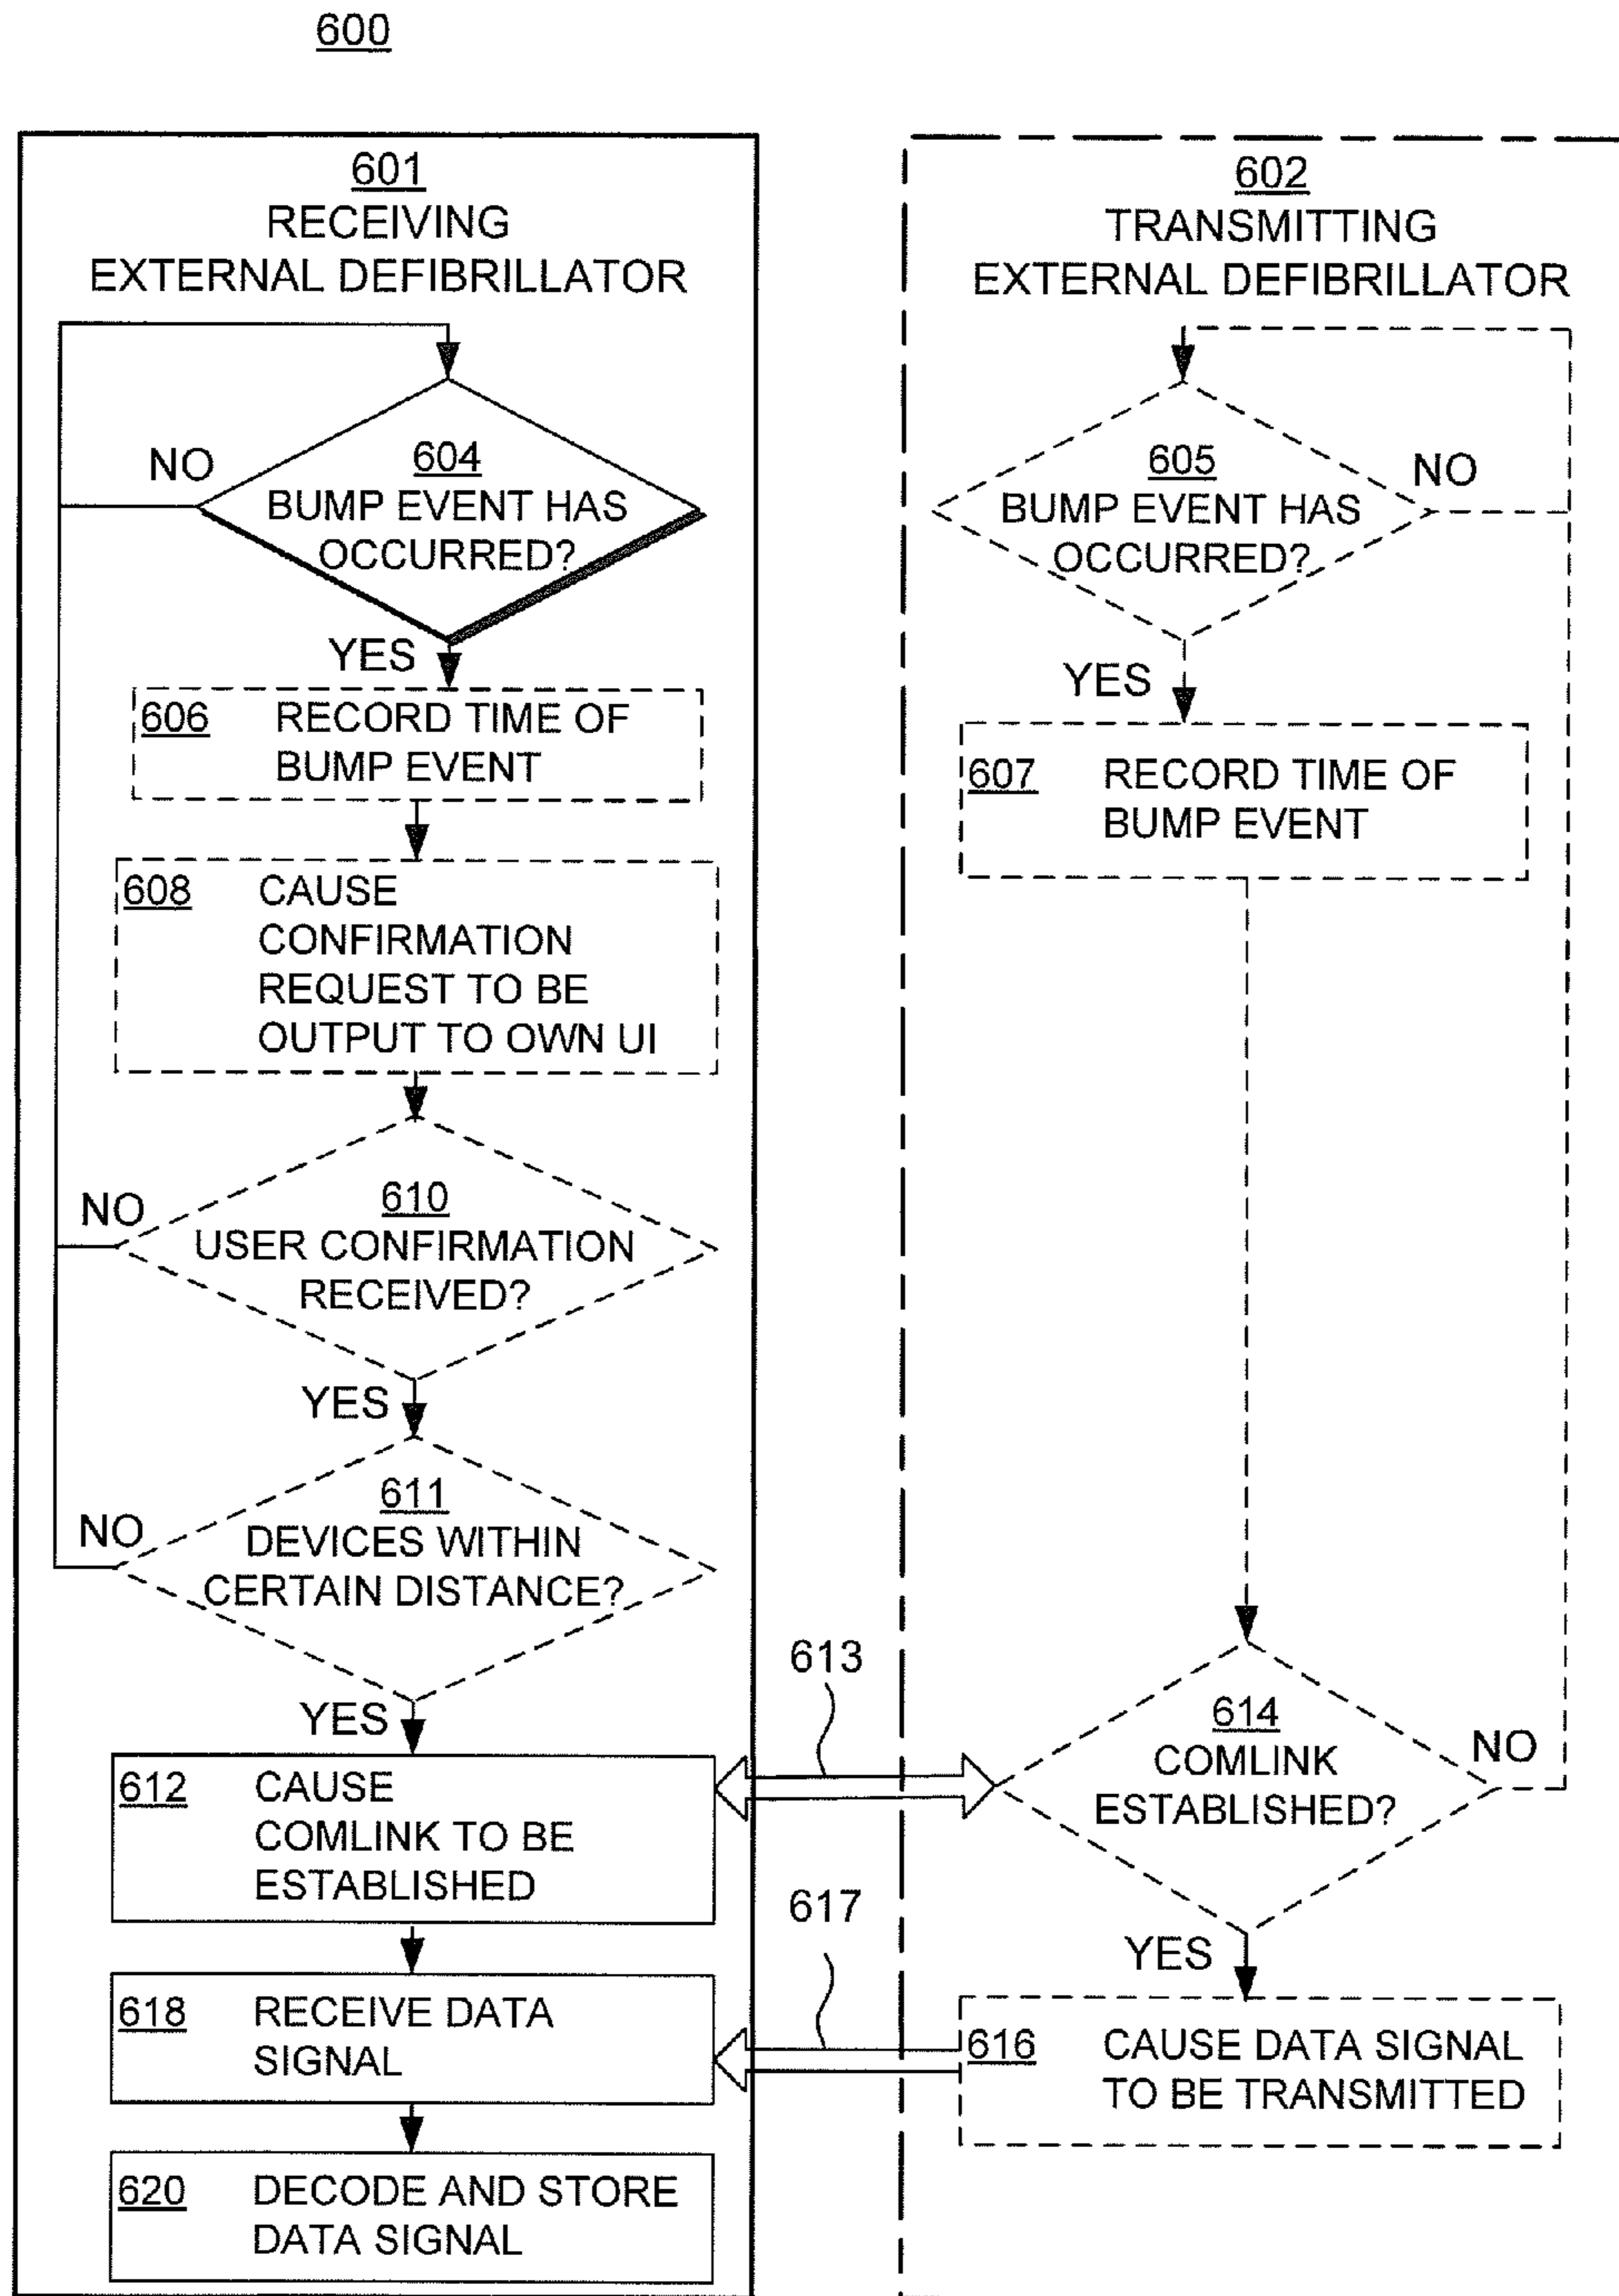 600
601
RECEIVING
EXTERNAL DEFIBRILLATOR
NO
604
BUMP EVENT HAS
OCCURRED?
YES
606 RECORD TIME OF
BUMP EVENT
608 CAUSE
CONFIRMATION
REQUEST TO BE
OUTPUT TO OWN UI
NO
610
USER CONFIRMATION
RECEIVED?
YES
NO
611
DEVICES WITHIN
CERTAIN DISTANCE?
YES
612 CAUSE
COMLINK TO BE
ESTABLISHED
618 RECEIVE DATA
SIGNAL
620 DECODE AND STORE
DATA SIGNAL
613
617
602
TRANSMITTING
EXTERNAL DEFIBRILLATOR
605
BUMP EVENT HAS
OCCURRED?
NO
YES
607 RECORD TIME OF
BUMP EVENT
614
COMLINK
ESTABLISHED?
NO
YES
616 CAUSE DATA SIGNAL
TO BE TRANSMITTED